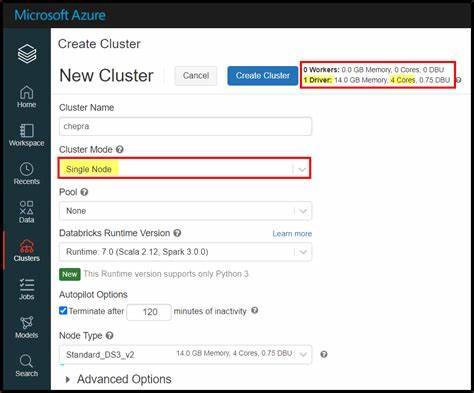 Microsoft Azure
Create Cluster
New Cluster
Cancel
Create Cluster
0 Workers: 0.0 GB Memory, 0 Cores, 0 DBU
1 Driver: 14.0 GB Memory, 4 Cores, 0.75 DBU
Home
Workspace
Recents
Data
Clusters
Jobs
Models
Search
Cluster Name
chepra
Cluster Mode
Single Node
Pool
None
Databricks Runtime Version
Learn more
Runtime: 7.0 (Scala 2.12, Spark 3.0.0)
New This Runtime version supports only Python 3
Autopilot Options
Terminate after 120 minutes of inactivity
Node Type
Standard_DS3_v2 14.0 GB Memory, 4 Cores, 0.75 DBU
Advanced Options